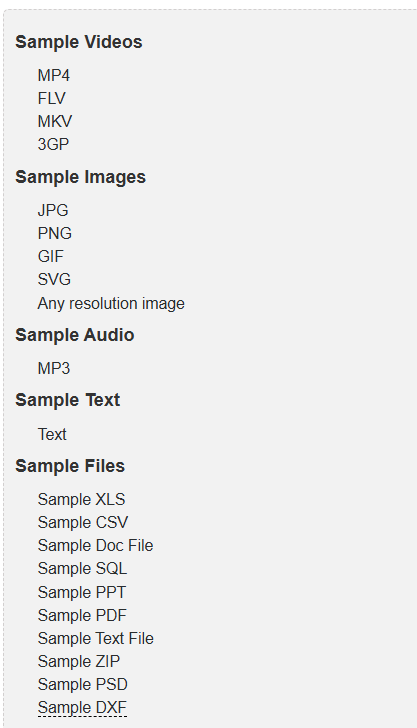 Sample Videos
MP4
FLV
MKV
3GP
Sample Images
JPG
PNG
GIF
SVG
Any resolution image
Sample Audio
MP3
Sample Text
Text
Sample Files
Sample XLS
Sample CSV
Sample Doc File
Sample SQL
Sample PPT
Sample PDF
Sample Text File
Sample ZIP
Sample PSD
Sample DXF